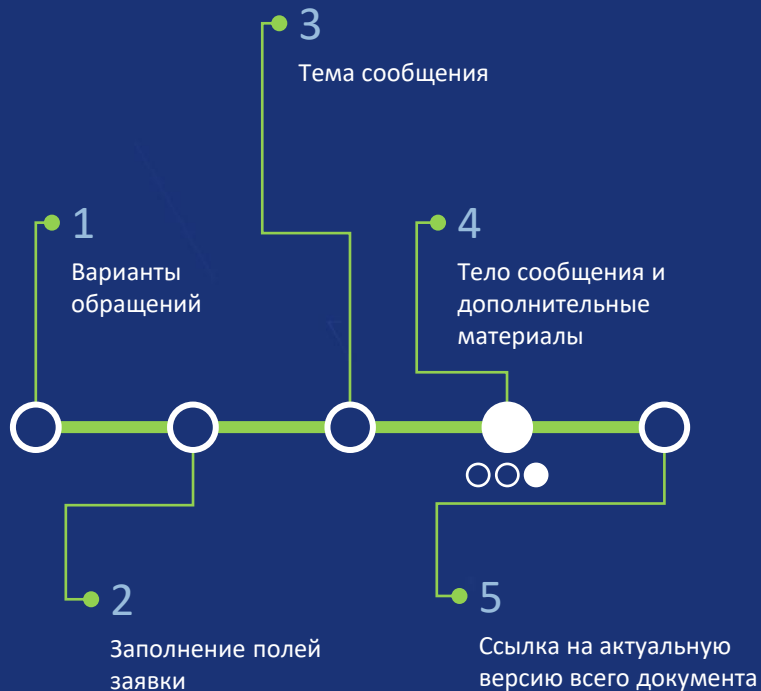 3
Тема сообщения
1
Варианты
обращений
4
Тело сообщения и
дополнительные
материалы
2
Заполнение полей
заявки
5
Ссылка на актуальную
версию всего документа